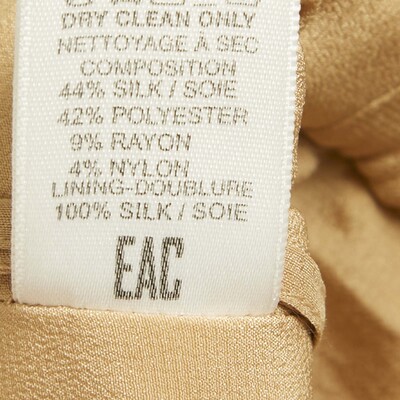 DRY CLEAN ONLY
NETTOYAGE À SEC
COMPOSITION
44% SILK / SOIE
42% POLYESTER
9% RAYON
4% NYLON
LINING-DOUBLURE
100% SILK / SOIE
EAC